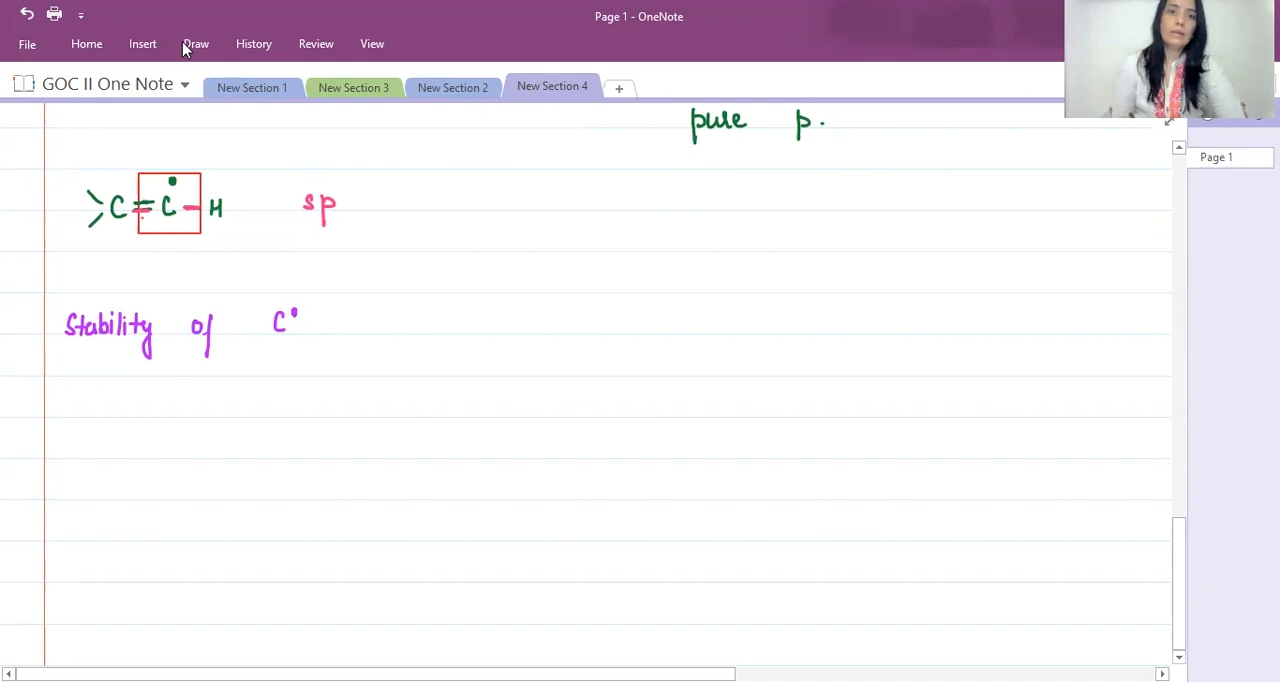 Page 1 - OneNote
File Home Insert Draw History Review View
GOC II One Note New Section 1 New Section 3 New Section 2 New Section 4 +
Page 1
pure p.
>C=Ċ-H sp
Stability of C•